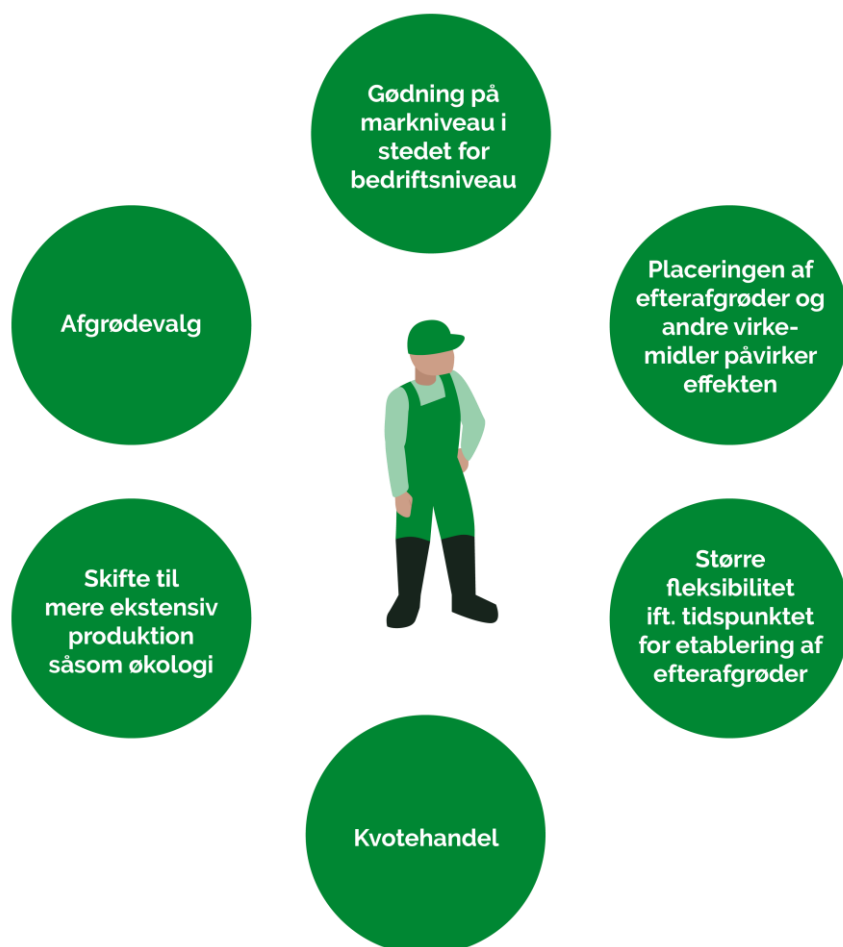 Gødning på
markniveau i
stedet for
bedriftsniveau
Afgrødevalg
Placeringen af
efterafgrøder og
andre virke-
midler påvirker
effekten
Skifte til
mere ekstensiv
produktion
såsom økologi
Større
fleksibilitet
ift. tidspunktet
for etablering af
efterafgrøder
Kvotehandel